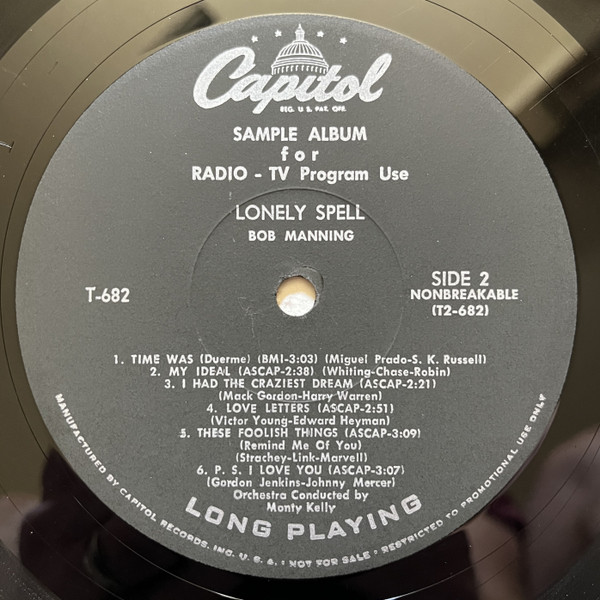 Capitol
REG. U.S. PAT. OFF.
SAMPLE ALBUM
for
RADIO - TV Program Use
LONELY SPELL
BOB MANNING
T-682
SIDE 2
NONBREAKABLE
(T2-682)
1. TIME WAS (Duerme) (BMI-3:03) (Miguel Prado-S. K. Russell)
2. MY IDEAL (ASCAP-2:38) (Whiting-Chase-Robin)
3. I HAD THE CRAZIEST DREAM (ASCAP-2:21)
(Mack Gordon-Harry Warren)
4. LOVE LETTERS (ASCAP-2:51)
(Victor Young-Edward Heyman)
5. THESE FOOLISH THINGS (ASCAP-3:09)
(Remind Me Of You)
(Strachey-Link-Marvell)
6. P. S. I LOVE YOU (ASCAP-3:07)
(Gordon Jenkins-Johnny Mercer)
Orchestra Conducted by
Monty Kelly
LONG PLAYING
MANUFACTURED BY CAPITOL RECORDS, INC. U. S. A. • NOT FOR SALE • RESTRICTED TO PROMOTIONAL USE ONLY